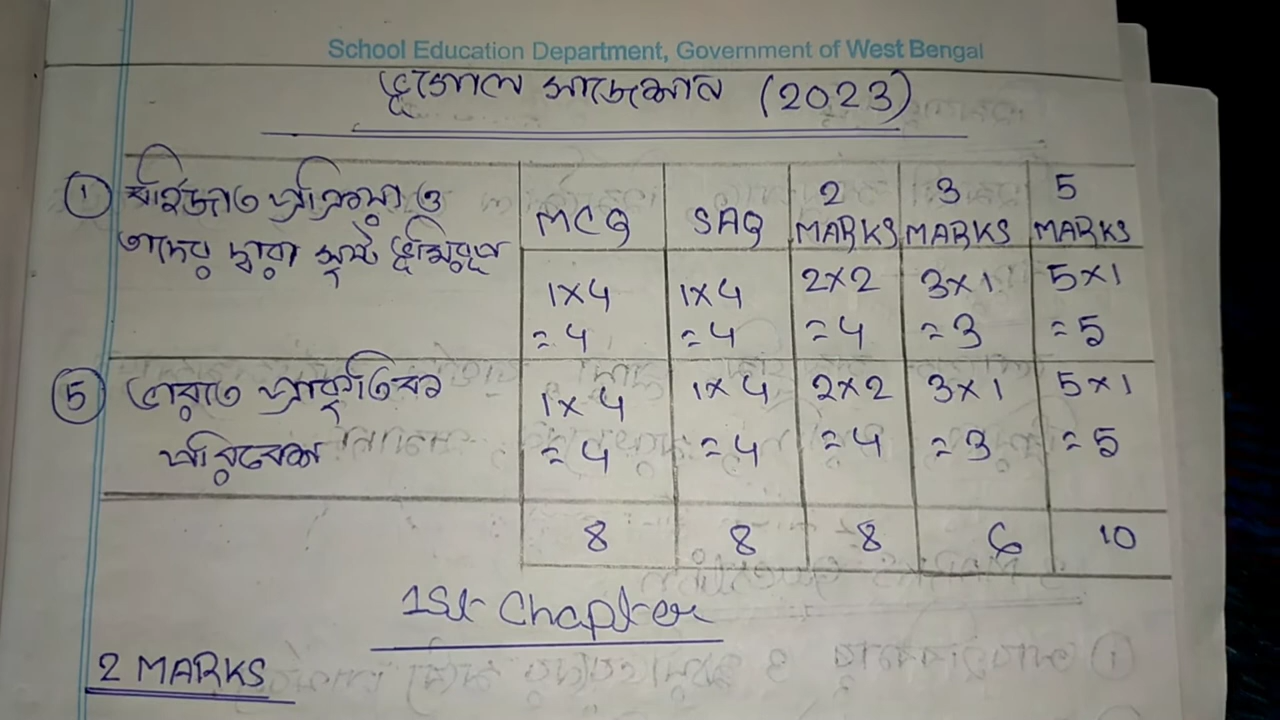 School Education Department, Government of West Bengal
ভূগোল সাজেশান (2023)
① বর্হিজাত প্রক্রিয়া ও
তাদের দ্বারা সৃষ্ট ভূমিরূপ
MCQ SAQ 2 MARKS 3 MARKS 5 MARKS
1×4 1×4 2×2 3×1 5×1
=4 =4 =4 =3 =5
⑤ ভারতে প্রাকৃতিক
পরিবেশ
1×4 1×4 2×2 3×1 5×1
=4 =4 =4 =3 =5
8 8 8 6 10
1st Chapter
2 MARKS